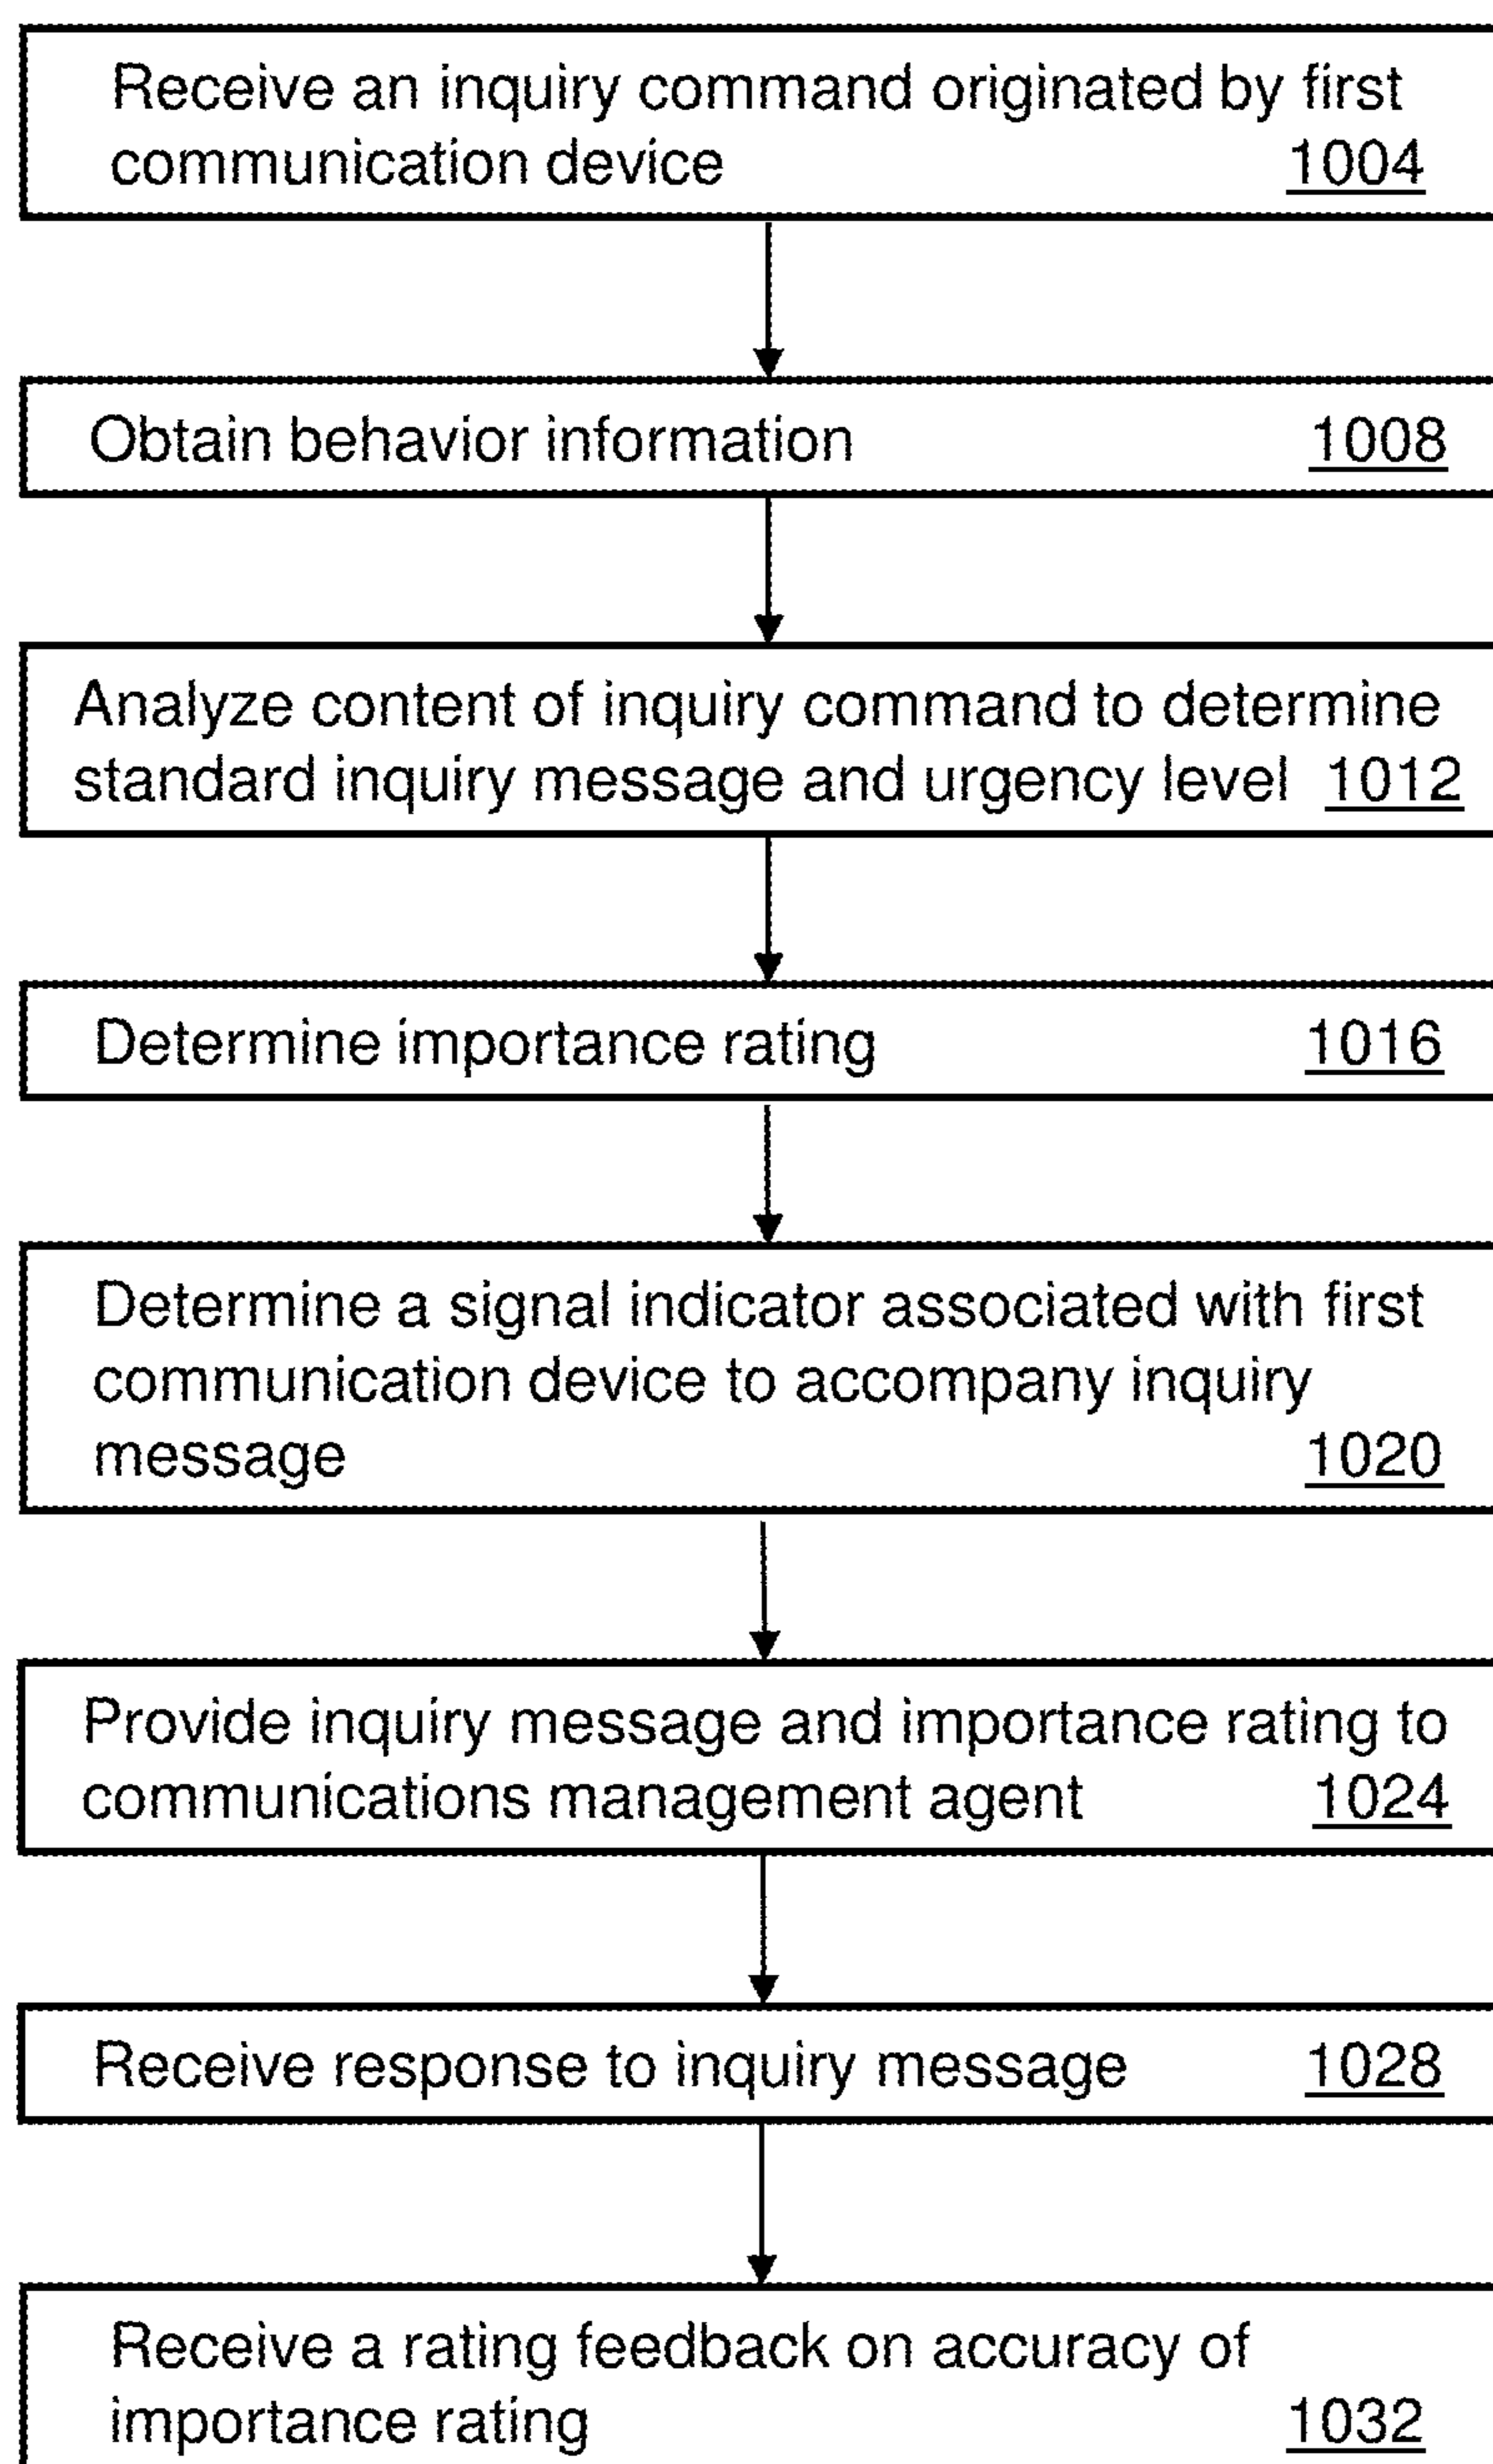 Receive an inquiry command originated by first
communication device 1004
Obtain behavior information 1008
Analyze content of inquiry command to determine
standard inquiry message and urgency level 1012
Determine importance rating 1016
Determine a signal indicator associated with first
communication device to accompany inquiry
message 1020
Provide inquiry message and importance rating to
communications management agent 1024
Receive response to inquiry message 1028
Receive a rating feedback on accuracy of
importance rating 1032